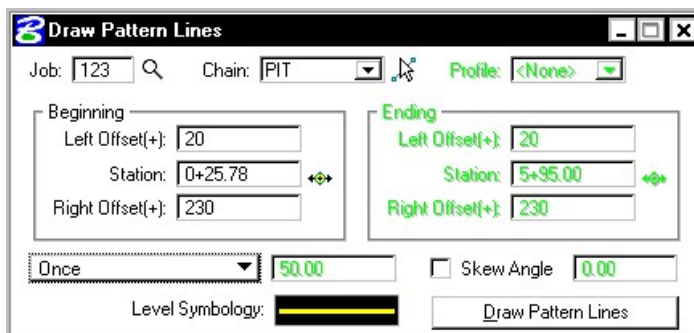 Draw Pattern Lines
Job: 123 Chain: PIT Profile: <None>
Beginning Ending
Left Offset(+): 20 Left Offset(+): 20
Station: 0+25.78 Station: 5+95.00
Right Offset(+): 230 Right Offset(+): 230
Once 50.00 Skew Angle 0.00
Level Symbology: Draw Pattern Lines